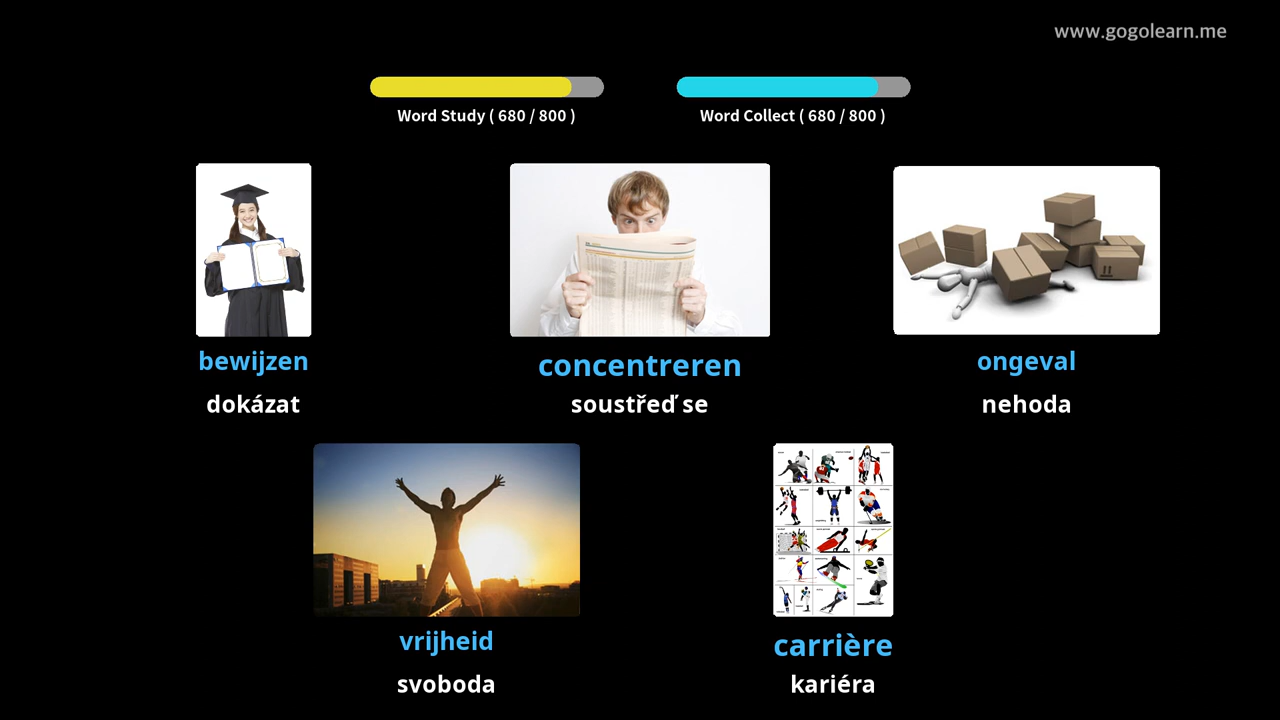 www.gogolearn.me
Word Study ( 680 / 800 )
Word Collect ( 680 / 800 )
bewijzen
dokázat
concentreren
soustřeď se
ongeval
nehoda
vrijheid
svoboda
carrière
kariéra